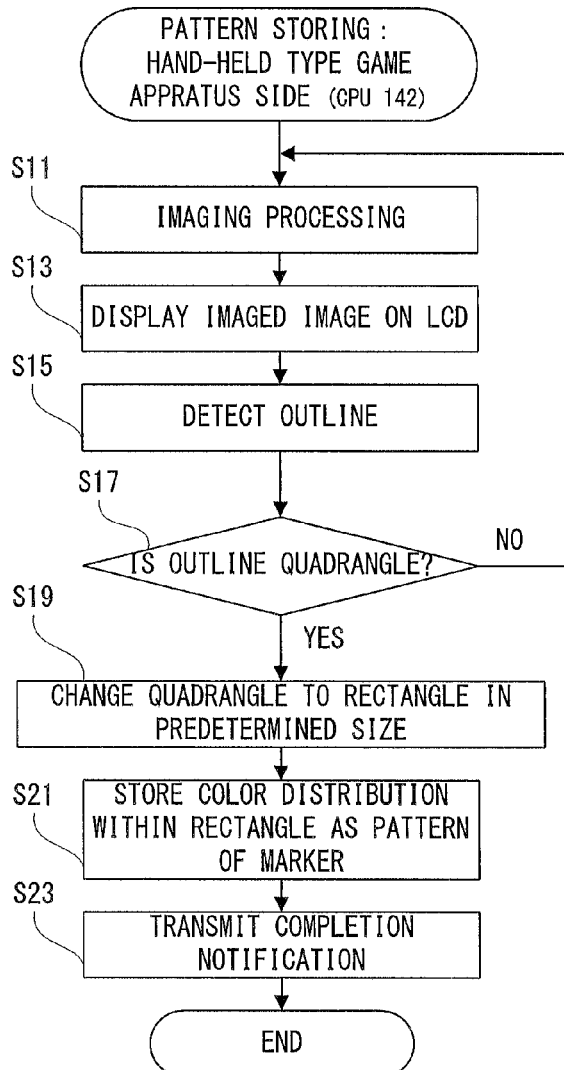 PATTERN STORING :
HAND-HELD TYPE GAME
APPRATUS SIDE (CPU 142)
S11
IMAGING PROCESSING
S13
DISPLAY IMAGED IMAGE ON LCD
S15
DETECT OUTLINE
S17
IS OUTLINE QUADRANGLE?
NO
YES
S19
CHANGE QUADRANGLE TO RECTANGLE IN
PREDETERMINED SIZE
S21
STORE COLOR DISTRIBUTION
WITHIN RECTANGLE AS PATTERN
OF MARKER
S23
TRANSMIT COMPLETION
NOTIFICATION
END